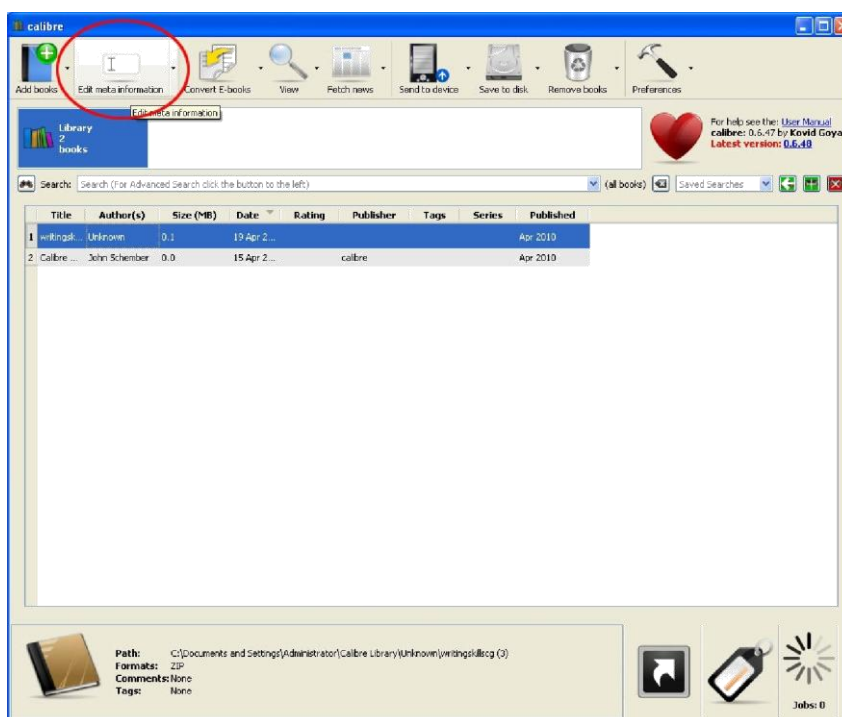 calibre
Add books Edit meta information Convert E-books View Fetch news Send to device Save to disk Remove books Preferences
Edit meta information
Library
2
books
For help see the: User Manual
calibre: 0.6.47 by Kovid Goya
Latest version: 0.6.48
Search: Search (For Advanced Search click the button to the left) (all books) Saved Searches
Title Author(s) Size (MB) Date Rating Publisher Tags Series Published
1 writingsk... Unknown 0.1 19 Apr 2... Apr 2010
2 Calibre ... John Schember 0.0 15 Apr 2... calibre Apr 2010
Path: C:\Documents and Settings\Administrator\Calibre Library\Unknown\writingskillscg (3)
Formats: ZIP
Comments: None
Tags: None
Jobs: 0